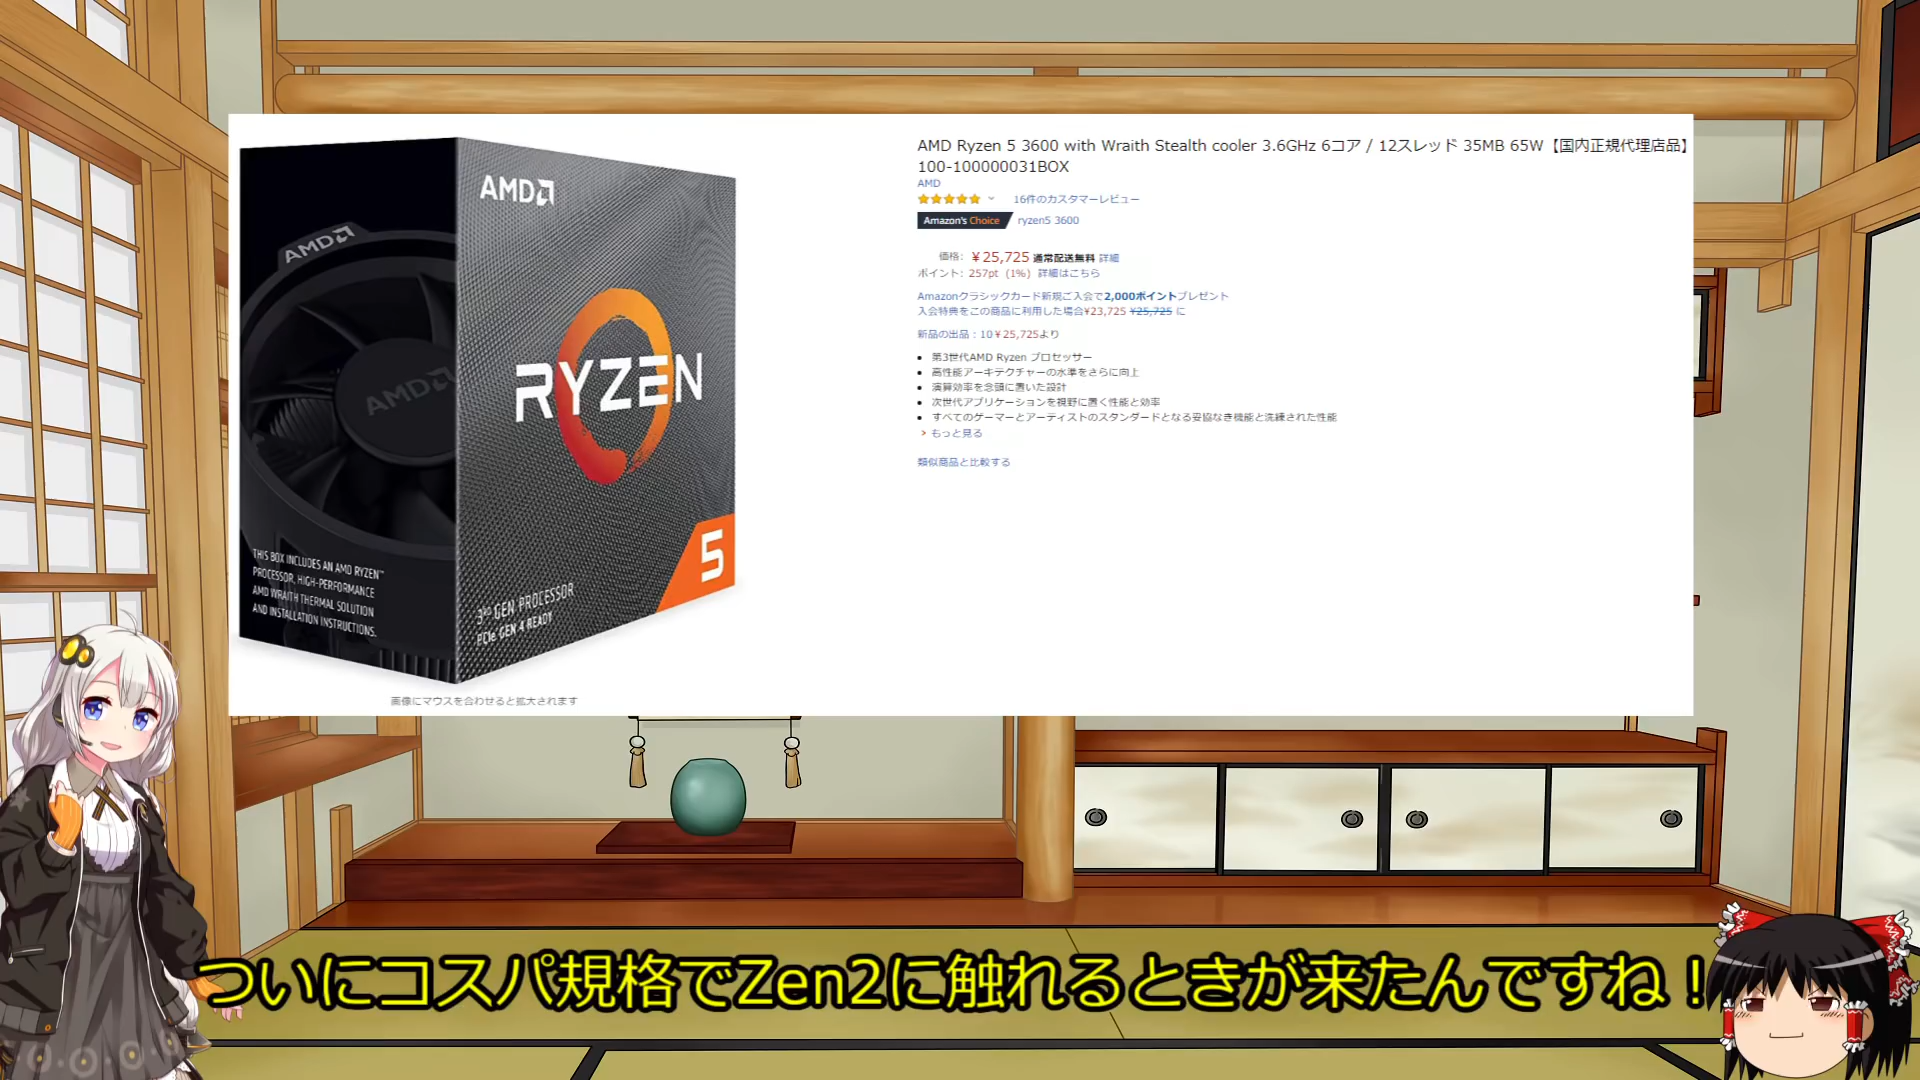 AMD
AMD
AMD
RYZEN
5
THIS BOX INCLUDES AN AMD RYZEN™
PROCESSOR, HIGH-PERFORMANCE
AMD WRAITH THERMAL SOLUTION
AND INSTALLATION INSTRUCTIONS.
3RD GEN PROCESSOR
PCIe GEN 4 READY
画像にマウスを合わせると拡大されます
AMD Ryzen 5 3600 with Wraith Stealth cooler 3.6GHz 6コア / 12スレッド 35MB 65W【国内正規代理店品】
100-100000031BOX
AMD
16件のカスタマーレビュー
Amazon's Choice ryzen5 3600
価格: ￥25,725 通常配送無料 詳細
ポイント: 257pt (1%) 詳細はこちら
Amazonクラシックカード新規ご入会で2,000ポイントプレゼント
入会特典をこの商品に利用した場合¥23,725 ¥25,725 に
新品の出品：10￥25,725より
第3世代AMD Ryzen プロセッサー
高性能アーキテクチャーの水準をさらに向上
演算効率を念頭に置いた設計
次世代アプリケーションを視野に置く性能と効率
すべてのゲーマーとアーティストのスタンダードとなる妥協なき機能と洗練された性能
› もっと見る
類似商品と比較する
ついにコスパ規格でZen2に触れるときが来たんですね！